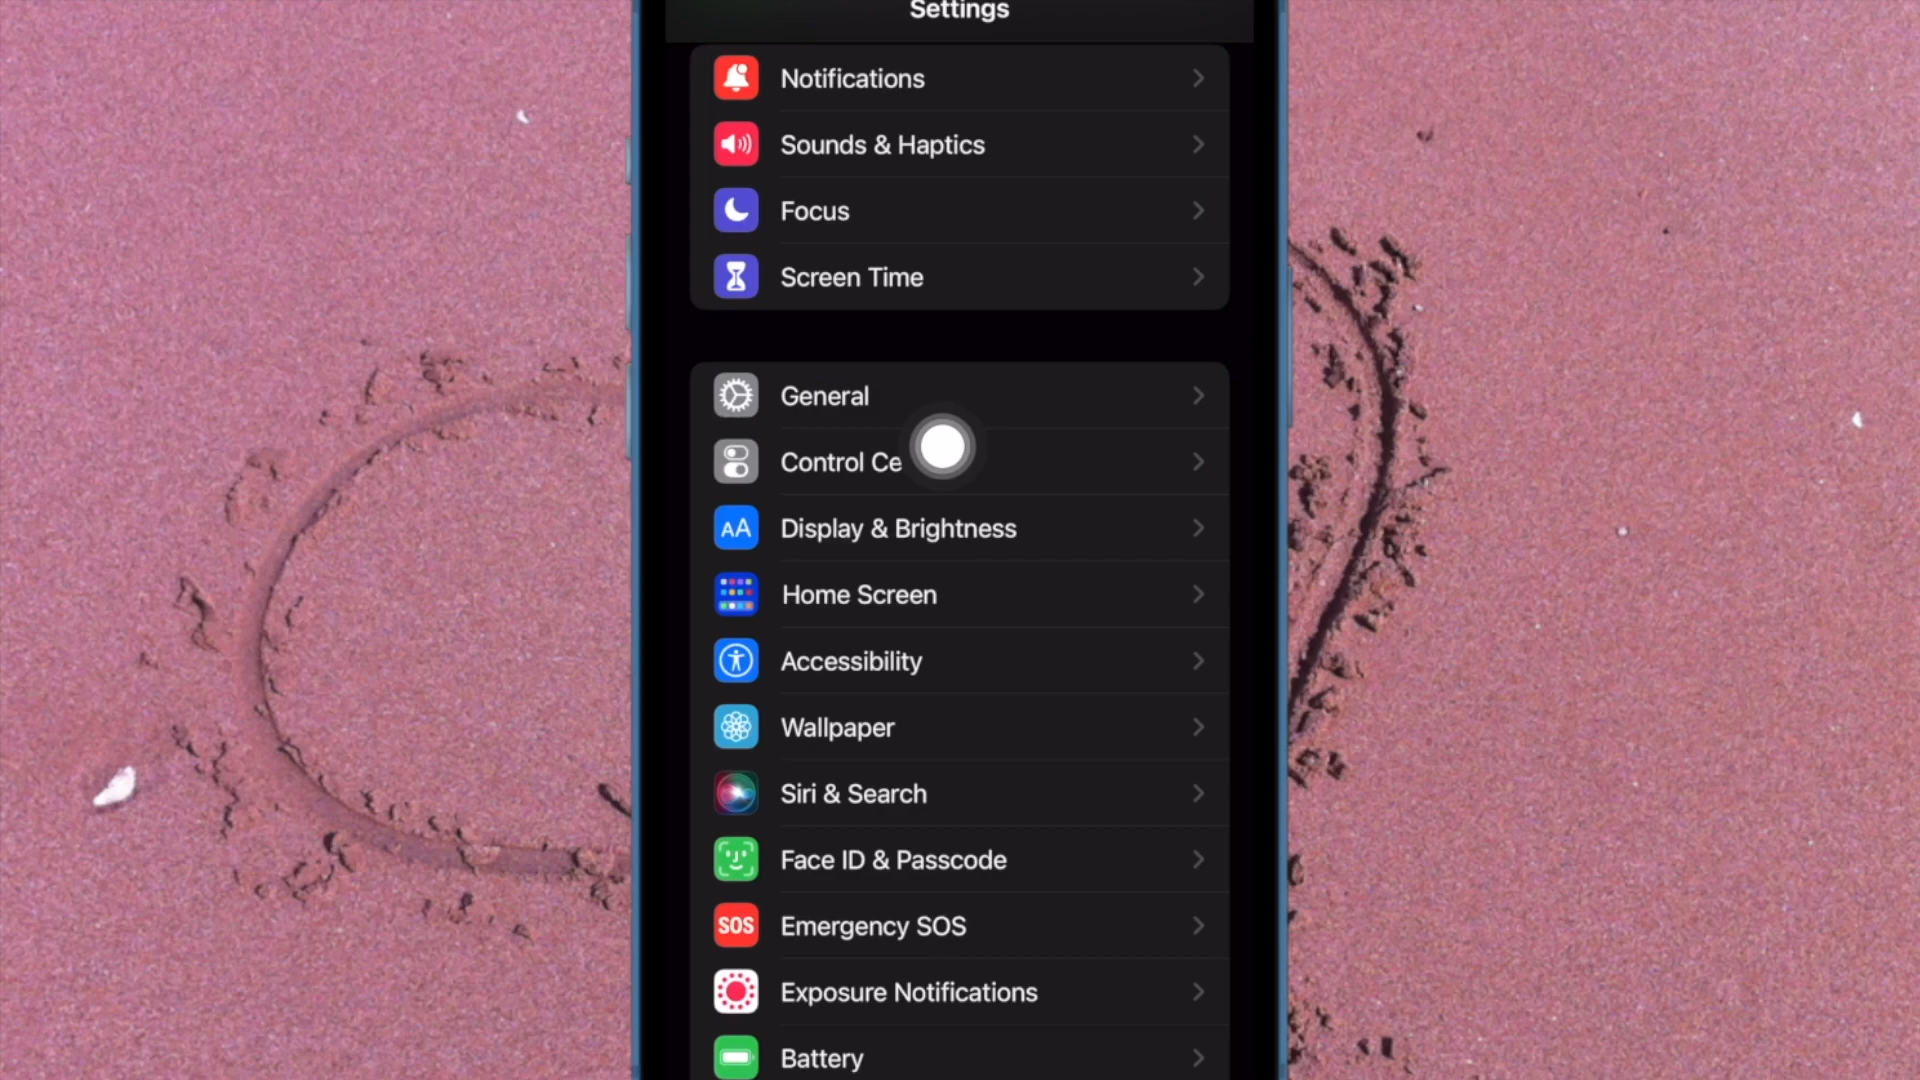 Settings
Notifications
Sounds & Haptics
Focus
Screen Time
General
Control Ce
AA Display & Brightness
Home Screen
Accessibility
Wallpaper
Siri & Search
Face ID & Passcode
SOS Emergency SOS
Exposure Notifications
Battery